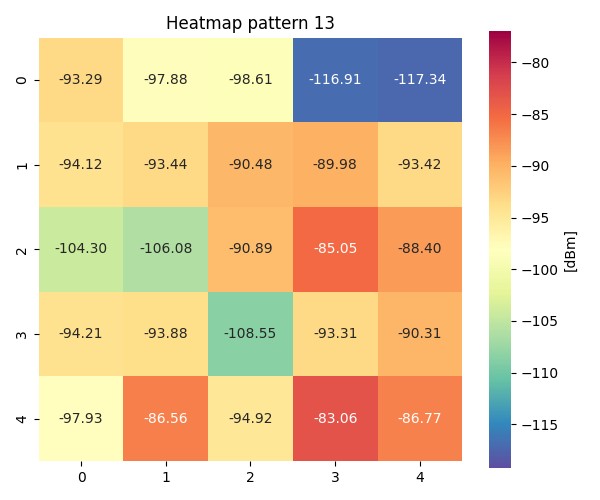 Heatmap pattern 13
0 -93.29 -97.88 -98.61 -116.91 -117.34
1 -94.12 -93.44 -90.48 -89.98 -93.42
2 -104.30 -106.08 -90.89 -85.05 -88.40
3 -94.21 -93.88 -108.55 -93.31 -90.31
4 -97.93 -86.56 -94.92 -83.06 -86.77
0 1 2 3 4
−80
−85
−90
−95
−100
−105
−110
−115
[dBm]